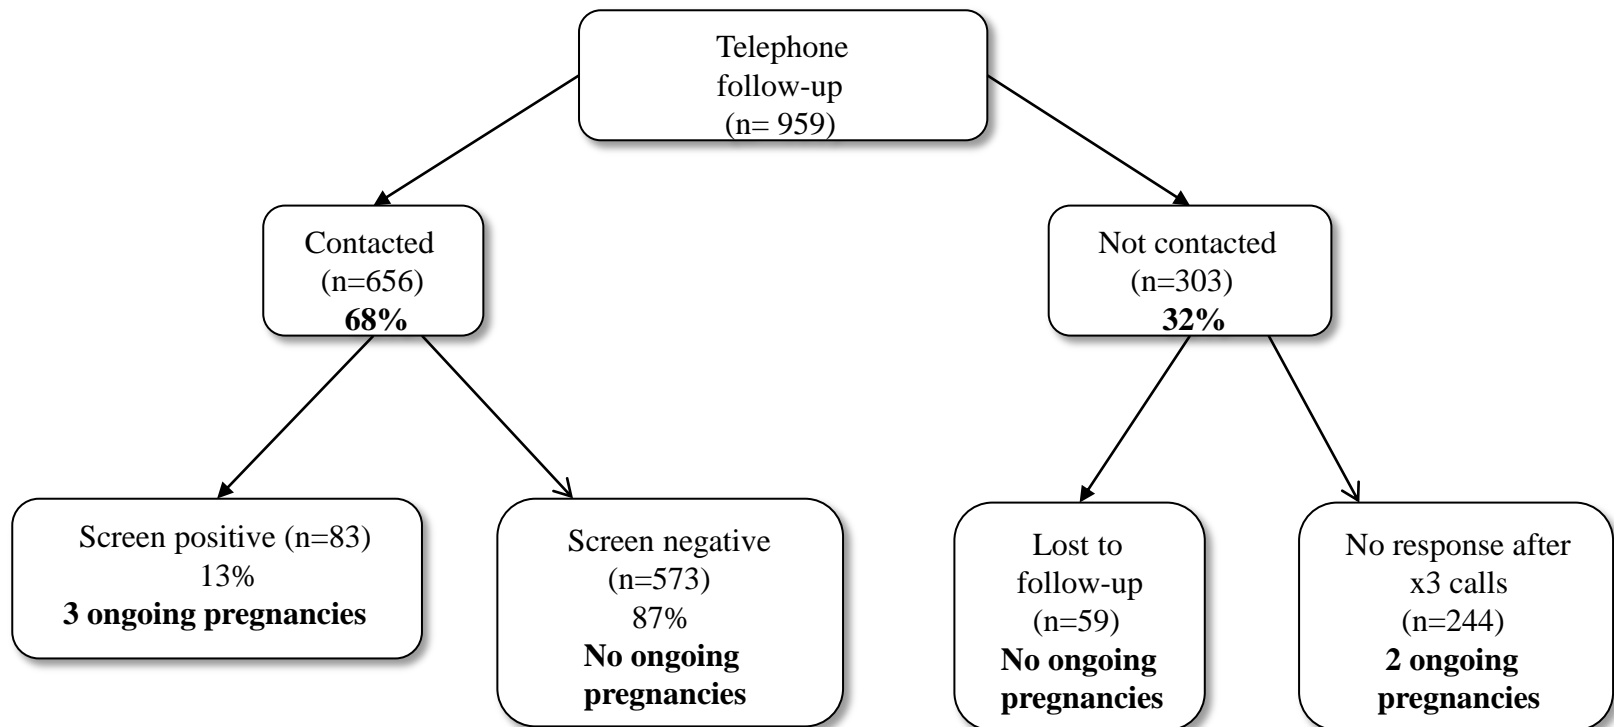 Telephone
follow-up
(n= 959)
Contacted
(n=656)
68%
Not contacted
(n=303)
32%
Screen positive (n=83)
13%
3 ongoing pregnancies
Screen negative
(n=573)
87%
No ongoing
pregnancies
Lost to
follow-up
(n=59)
No ongoing
pregnancies
No response after
x3 calls
(n=244)
2 ongoing
pregnancies